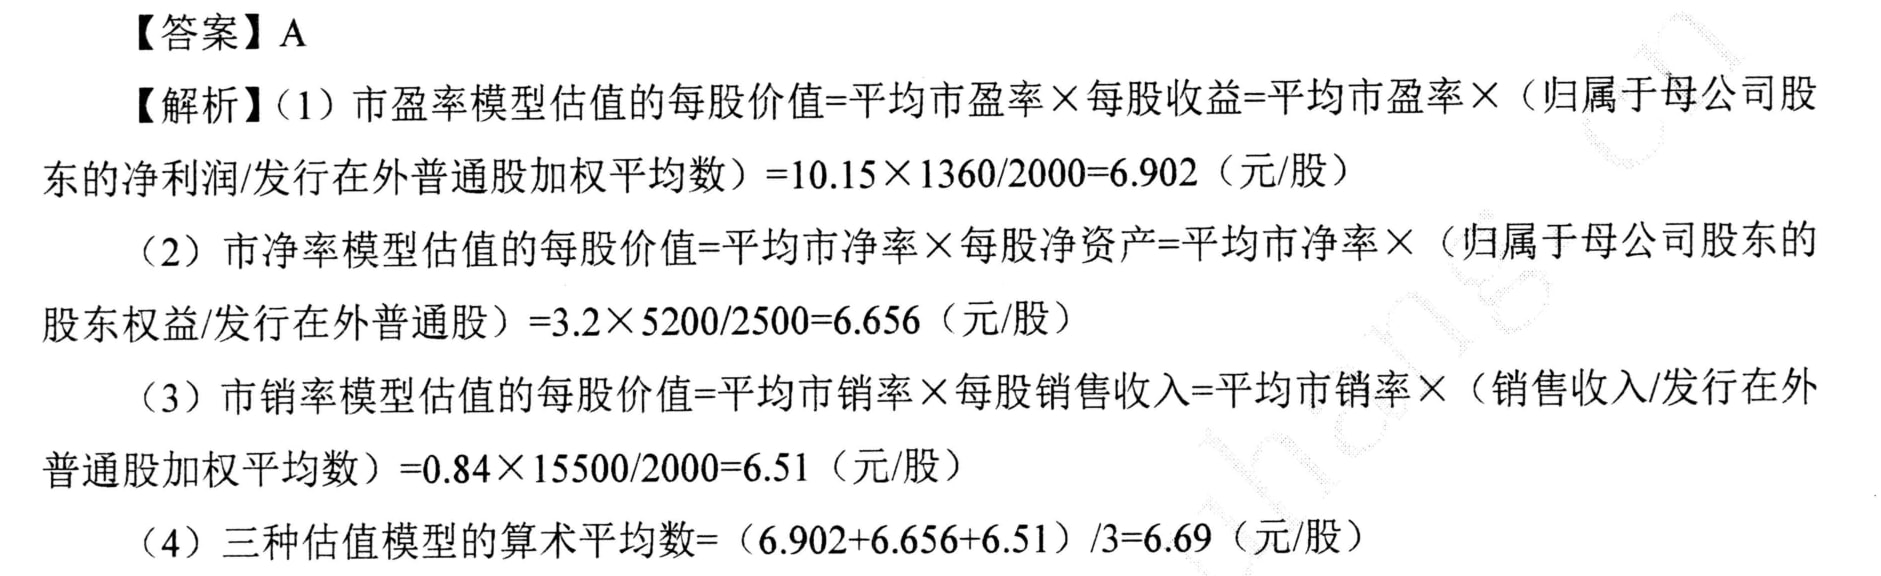 【答案】A
【解析】（1）市盈率模型估值的每股价值=平均市盈率×每股收益=平均市盈率×（归属于母公司股
东的净利润/发行在外普通股加权平均数）=10.15×1360/2000=6.902（元/股）
（2）市净率模型估值的每股价值=平均市净率×每股净资产=平均市净率×（归属于母公司股东的
股东权益/发行在外普通股）=3.2×5200/2500=6.656（元/股）
（3）市销率模型估值的每股价值=平均市销率×每股销售收入=平均市销率×（销售收入/发行在外
普通股加权平均数）=0.84×15500/2000=6.51（元/股）
（4）三种估值模型的算术平均数=（6.902+6.656+6.51）/3=6.69（元/股）